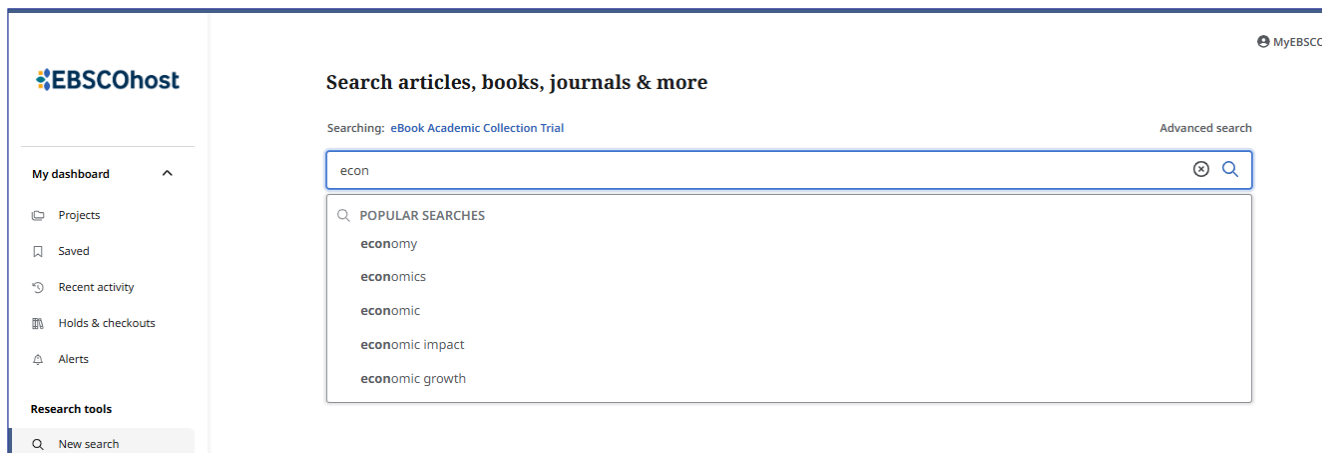 MyEBSCO
EBSCOhost
Search articles, books, journals & more
Searching: eBook Academic Collection Trial
Advanced search
econ
My dashboard
Projects
Saved
Recent activity
Holds & checkouts
Alerts
Research tools
New search
POPULAR SEARCHES
economy
economics
economic
economic impact
economic growth